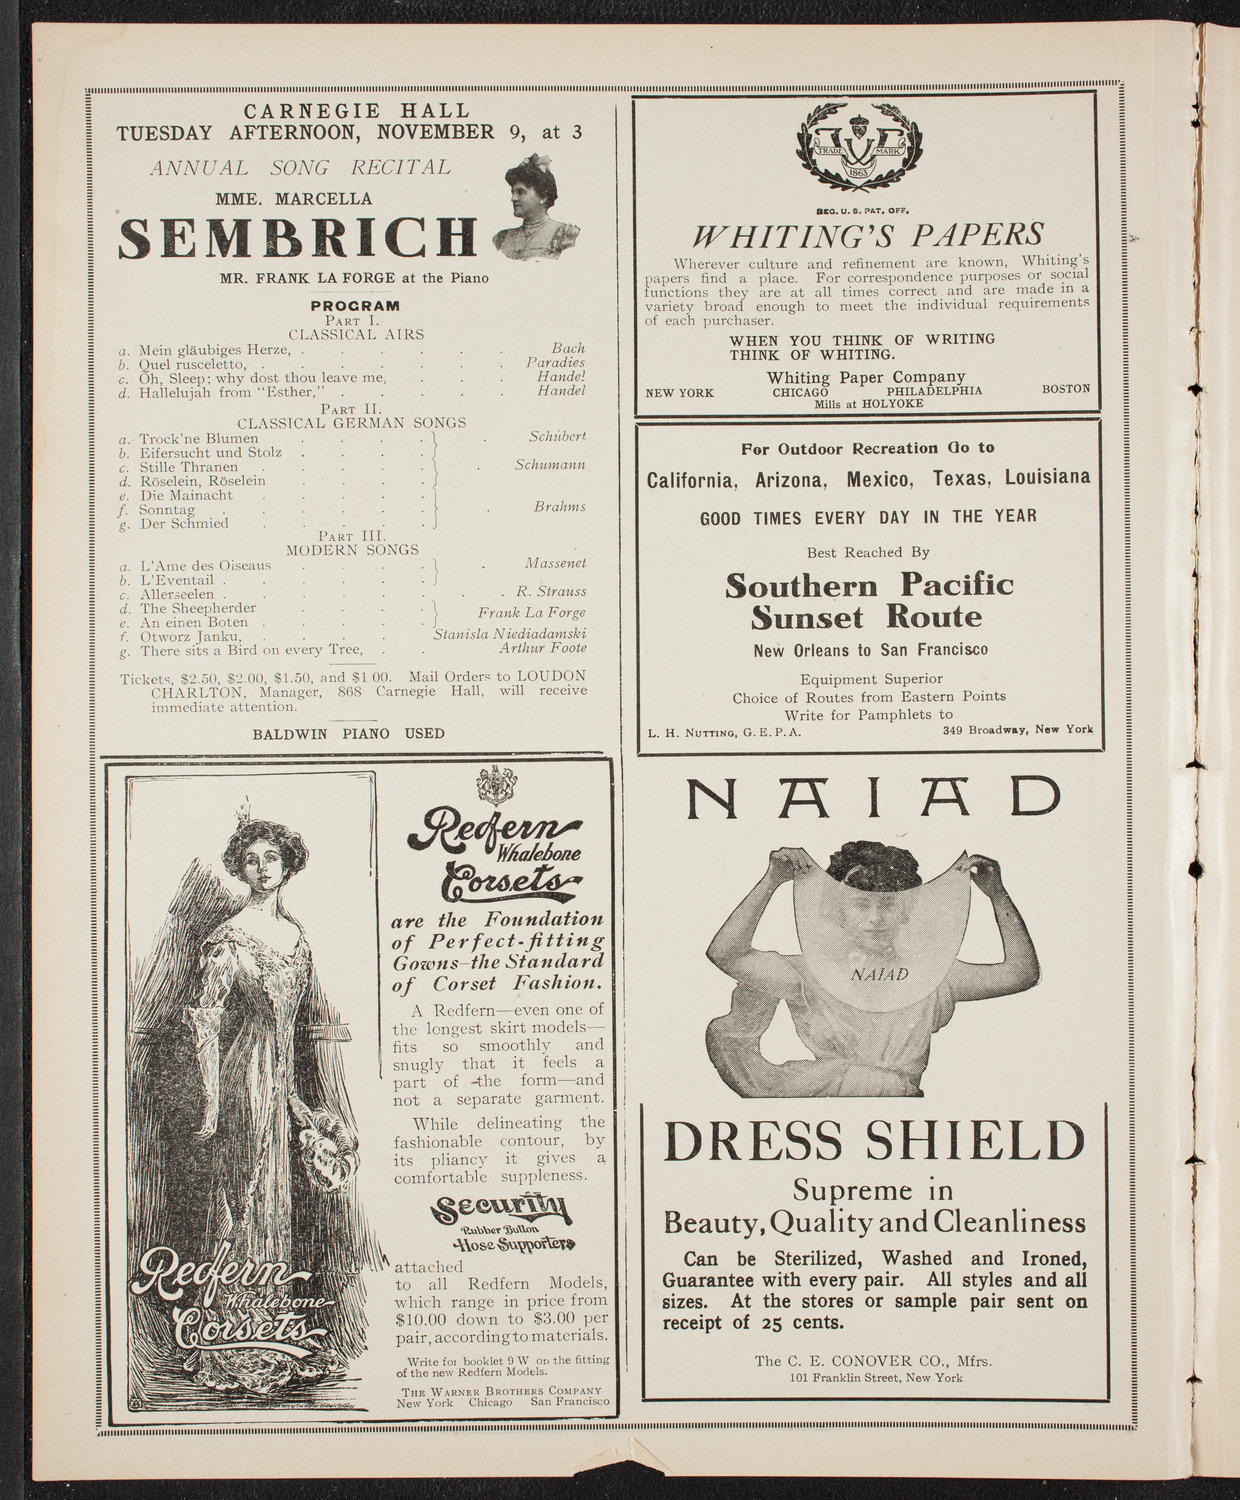 CARNEGIE HALL
TUESDAY AFTERNOON, NOVEMBER 9, at 3
ANNUAL SONG RECITAL
MME. MARCELLA
SEMBRICH
MR. FRANK LA FORGE at the Piano
PROGRAM
PART I.
CLASSICAL AIRS
a. Mein gläubiges Herze, . . . . . . Bach
b. Quel rusceletto, . . . . . . . Paradies
c. Oh, Sleep; why dost thou leave me, . . . Handel
d. Hallelujah from "Esther," . . . . . Handel
PART II.
CLASSICAL GERMAN SONGS
a. Trock'ne Blumen . . . . } . Schubert
b. Eifersucht und Stolz . . . .
c. Stille Thranen . . . . . } . Schumann
d. Röselein, Röselein . . . .
e. Die Mainacht . . . . .
f. Sonntag . . . . . } . Brahms
g. Der Schmied . . . . .
PART III.
MODERN SONGS
a. L'Ame des Oiseaus . . . . } . Massenet
b. L'Eventail . . . . . .
c. Allerseelen . . . . . . . . R. Strauss
d. The Sheepherder . . . . } Frank La Forge
e. An einen Boten . . . . .
f. Otworz Janku, . . . . Stanisla Niediadamski
g. There sits a Bird on every Tree, . . Arthur Foote
Tickets, $2.50, $2.00, $1.50, and $1 00. Mail Orders to LOUDON
CHARLTON, Manager, 868 Carnegie Hall, will receive
immediate attention.
BALDWIN PIANO USED
Redfern
Whalebone
Corsets
are the Foundation
of Perfect-fitting
Gowns—the Standard
of Corset Fashion.
A Redfern—even one of
the longest skirt models—
fits so smoothly and
snugly that it feels a
part of the form—and
not a separate garment.
While delineating the
fashionable contour, by
its pliancy it gives a
comfortable suppleness.
Security
Rubber Button
Hose Supporters
attached
to all Redfern Models,
which range in price from
$10.00 down to $3.00 per
pair, according to materials.
Write for booklet 9 W on the fitting
of the new Redfern Models.
THE WARNER BROTHERS COMPANY
New York Chicago San Francisco
Redfern
Whalebone
Corsets
TRADE MARK
1865
REG. U. S. PAT. OFF.
WHITING'S PAPERS
Wherever culture and refinement are known, Whiting's
papers find a place. For correspondence purposes or social
functions they are at all times correct and are made in a
variety broad enough to meet the individual requirements
of each purchaser.
WHEN YOU THINK OF WRITING
THINK OF WHITING.
Whiting Paper Company
NEW YORK CHICAGO PHILADELPHIA BOSTON
Mills at HOLYOKE
For Outdoor Recreation Go to
California, Arizona, Mexico, Texas, Louisiana
GOOD TIMES EVERY DAY IN THE YEAR
Best Reached By
Southern Pacific
Sunset Route
New Orleans to San Francisco
Equipment Superior
Choice of Routes from Eastern Points
Write for Pamphlets to
L. H. NUTTING, G. E. P. A. 349 Broadway, New York
NAIAD
NAIAD
DRESS SHIELD
Supreme in
Beauty, Quality and Cleanliness
Can be Sterilized, Washed and Ironed,
Guarantee with every pair. All styles and all
sizes. At the stores or sample pair sent on
receipt of 25 cents.
The C. E. CONOVER CO., Mfrs.
101 Franklin Street, New York